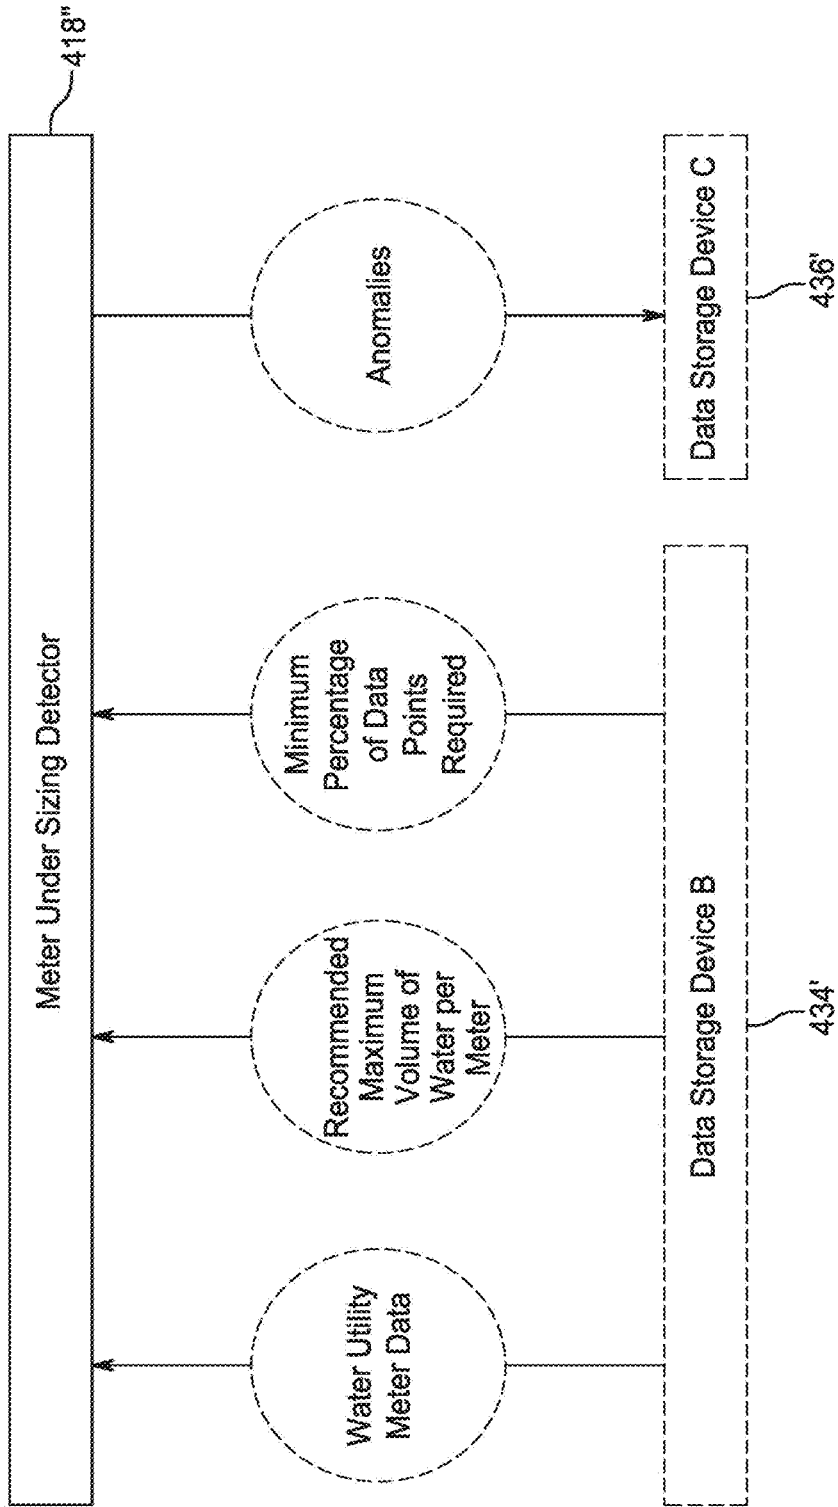 418"
Meter Under Sizing Detector
Water Utility
Meter Data
Recommended
Maximum
Volume of
Water per
Meter
Minimum
Percentage
of Data
Points
Required
Anomalies
Data Storage Device B
Data Storage Device C
434'
436'